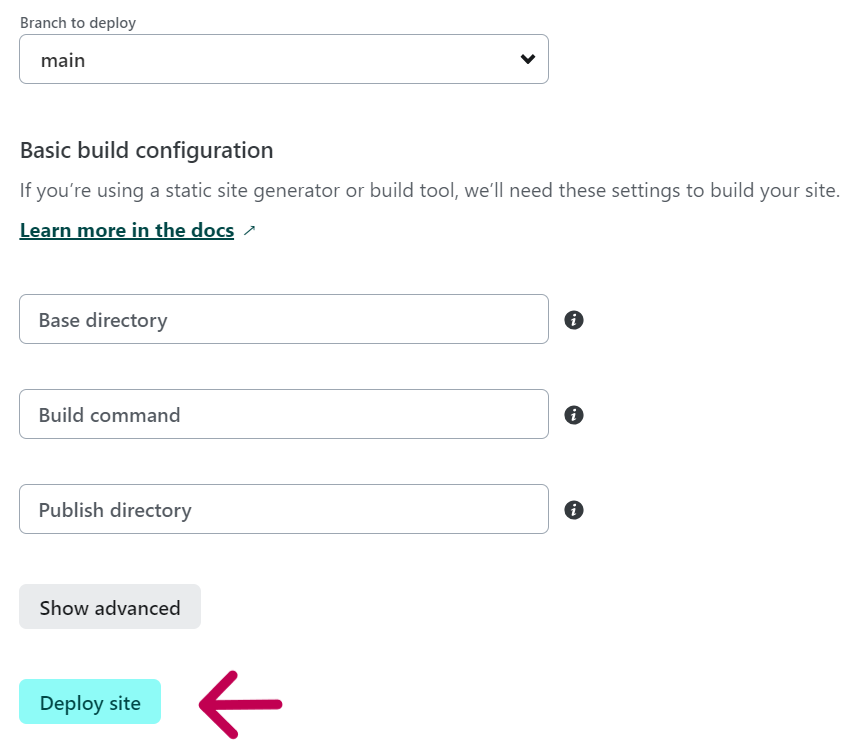 Branch to deploy
main
Basic build configuration
If you’re using a static site generator or build tool, we’ll need these settings to build your site.
Learn more in the docs ↗
Base directory
Build command
Publish directory
Show advanced
Deploy site